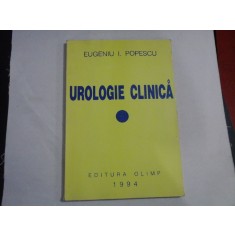 EUGENIU I. POPESCU
UROLOGIE CLINICĂ
EDITURA OLIMP
1994